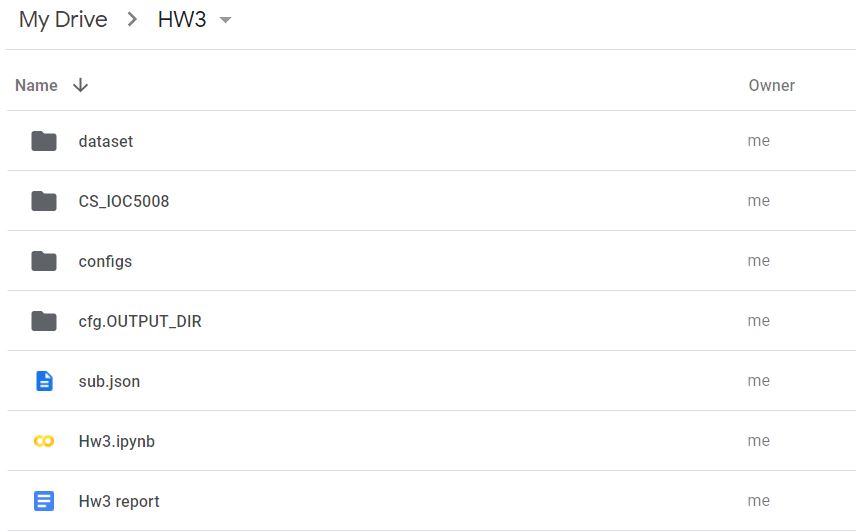 My Drive > HW3
Name Owner
dataset me
CS_IOC5008 me
configs me
cfg.OUTPUT_DIR me
sub.json me
Hw3.ipynb me
Hw3 report me